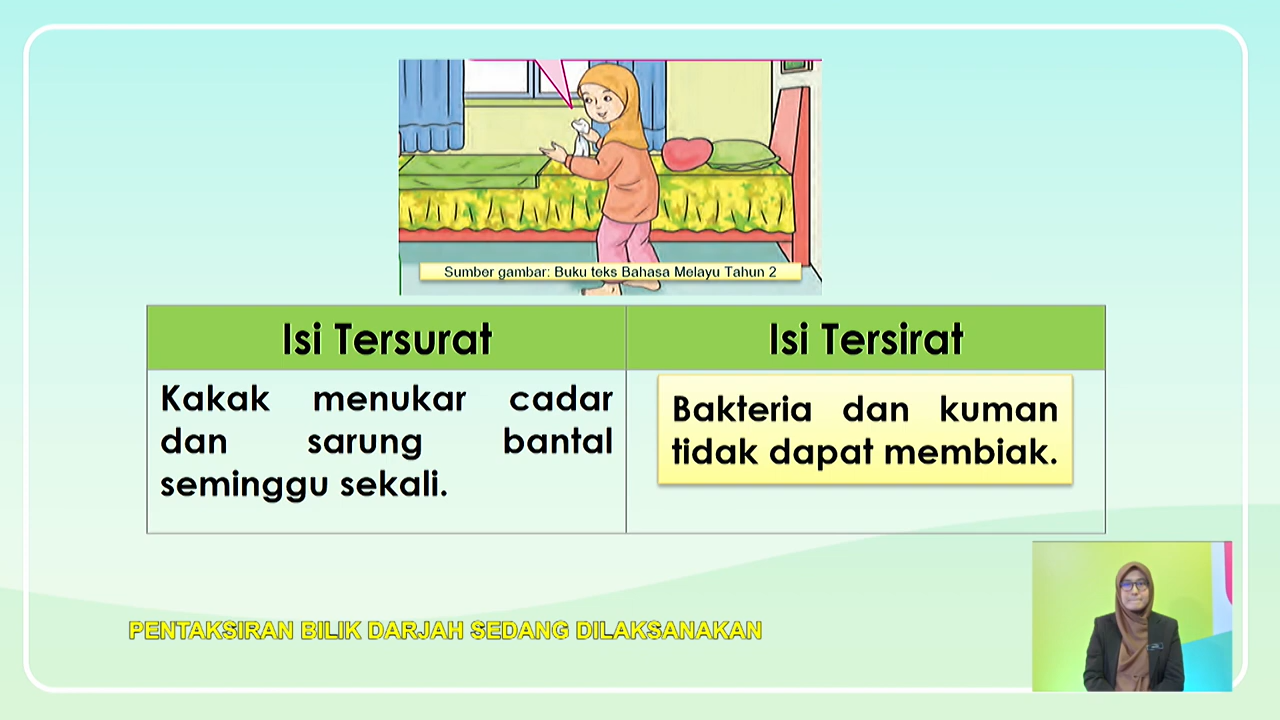 Sumber gambar: Buku teks Bahasa Melayu Tahun 2
Isi Tersurat
Isi Tersirat
Kakak menukar cadar
dan sarung bantal
seminggu sekali.
Bakteria dan kuman
tidak dapat membiak.
PENTAKSIRAN BILIK DARJAH SEDANG DILAKSANAKAN